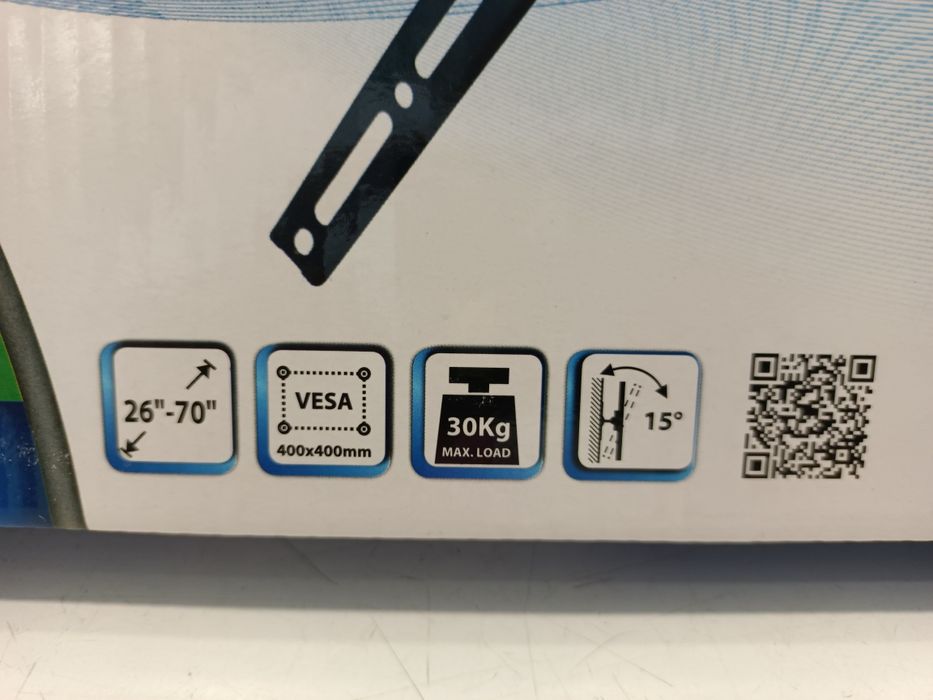 26"-70"
VESA
400x400mm
30Kg
MAX. LOAD
15°